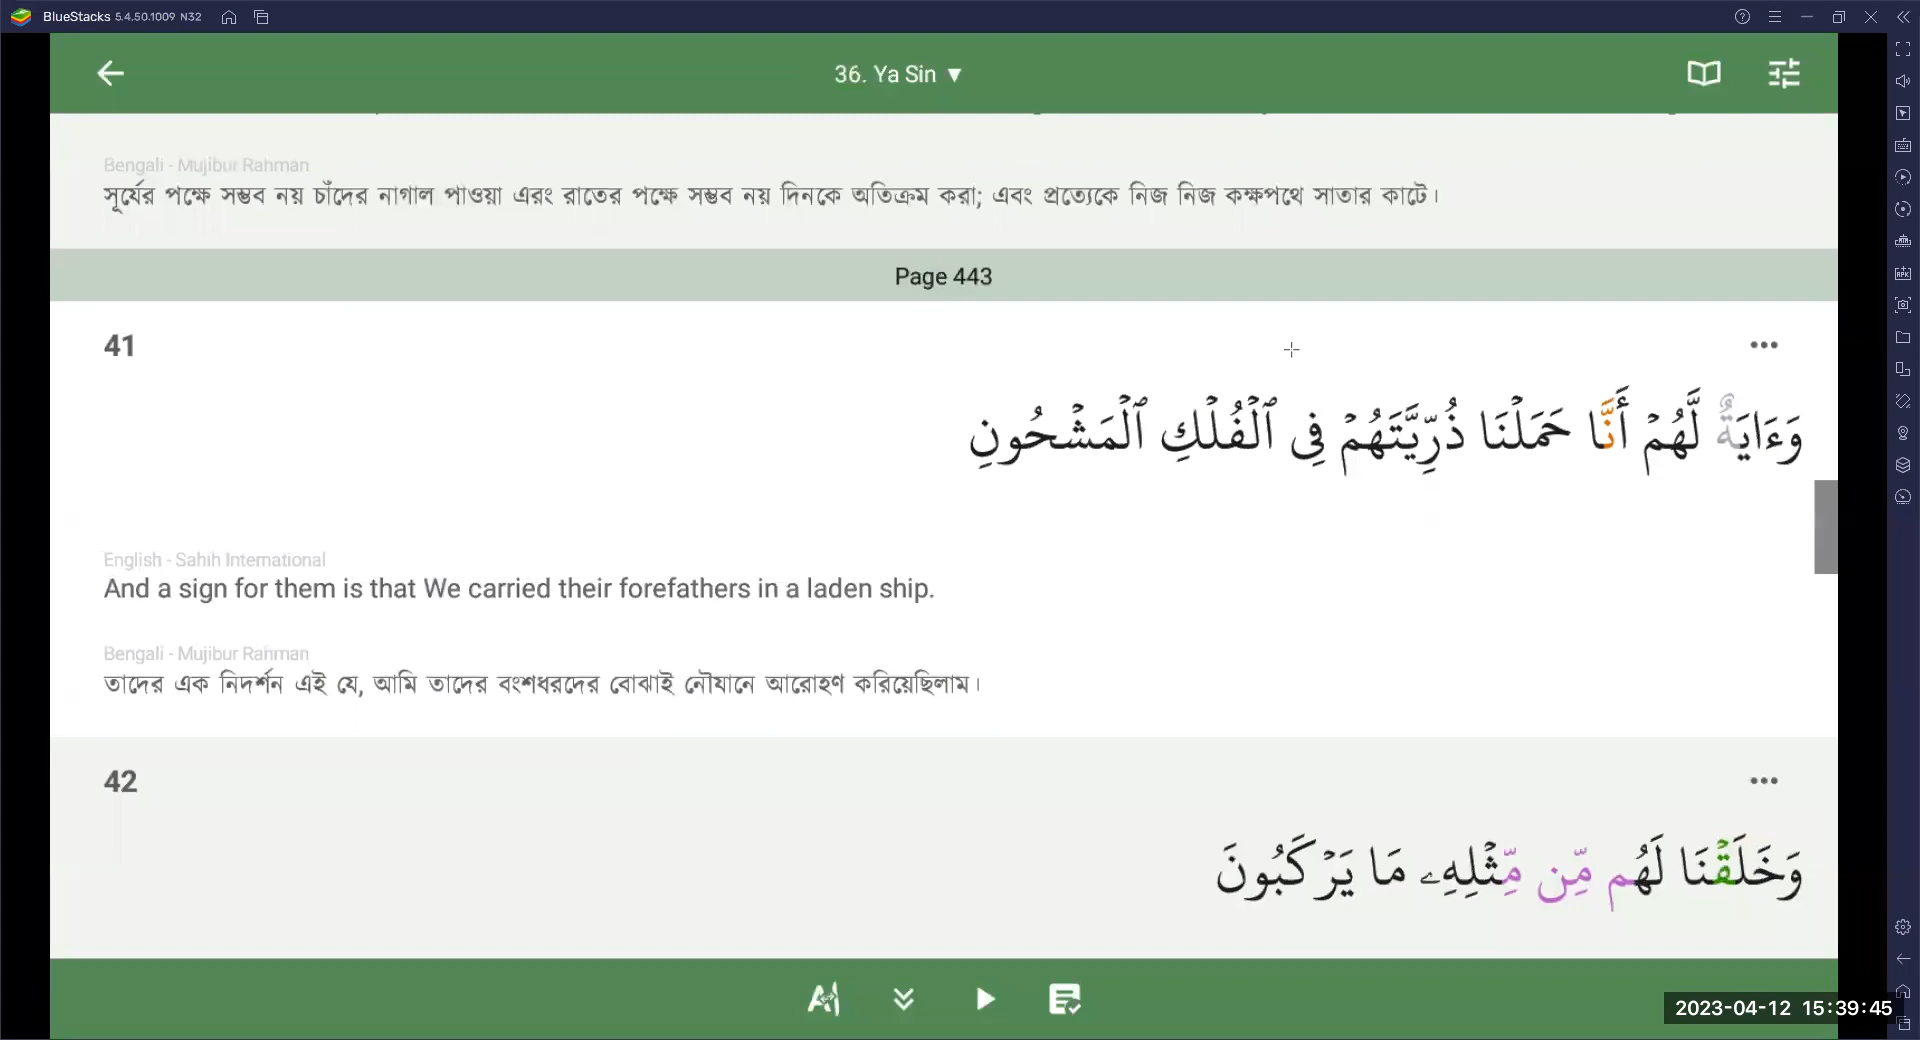 BlueStacks 5.4.50.1009 N32
36. Ya Sin ▼
Bengali - Mujibur Rahman
সূর্যের পক্ষে সম্ভব নয় চাঁদের নাগাল পাওয়া এরং রাতের পক্ষে সম্ভব নয় দিনকে অতিক্রম করা; এবং প্রত্যেকে নিজ নিজ কক্ষপথে সাতার কাটে।
Page 443
41
وَءَايَةٌ لَّهُمْ أَنَّا حَمَلْنَا ذُرِّيَّتَهُمْ فِى ٱلْفُلْكِ ٱلْمَشْحُونِ
English - Sahih International
And a sign for them is that We carried their forefathers in a laden ship.
Bengali - Mujibur Rahman
তাদের এক নিদর্শন এই যে, আমি তাদের বংশধরদের বোঝাই নৌযানে আরোহণ করিয়েছিলাম।
42
وَخَلَقْنَا لَهُم مِّن مِّثْلِهِۦ مَا يَرْكَبُونَ
2023-04-12 15:39:45